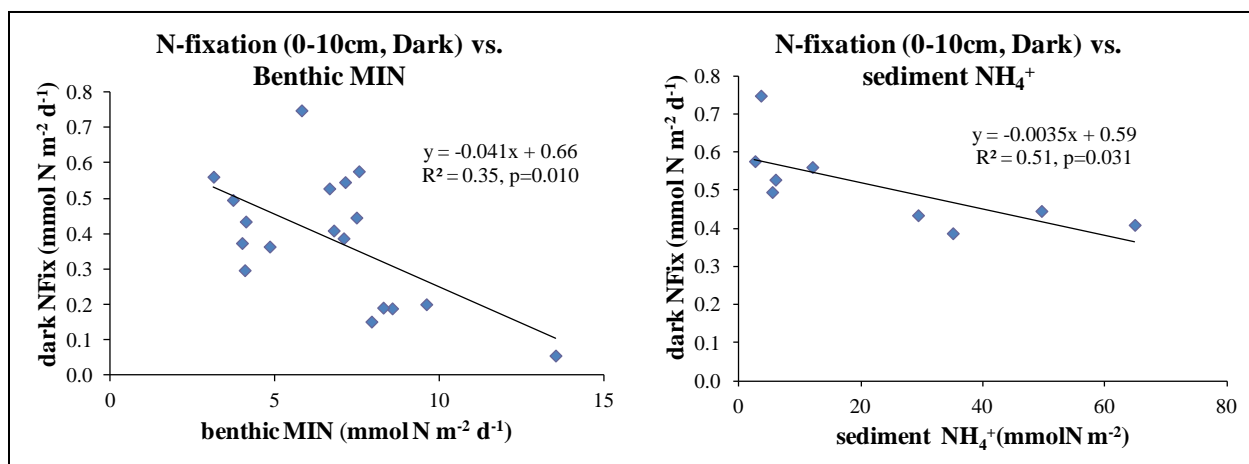 N-fixation (0-10cm, Dark) vs.
Benthic MIN
dark NFix (mmol N m⁻² d⁻¹)
0.8
0.7
0.6
0.5
0.4
0.3
0.2
0.1
0.0
y = -0.041x + 0.66
R² = 0.35, p=0.010
0 5 10 15
benthic MIN (mmol N m⁻² d⁻¹)
N-fixation (0-10cm, Dark) vs.
sediment NH₄⁺
dark NFix (mmol N m⁻² d⁻¹)
0.8
0.7
0.6
0.5
0.4
0.3
0.2
0.1
0.0
y = -0.0035x + 0.59
R² = 0.51, p=0.031
0 20 40 60 80
sediment NH₄⁺(mmolN m⁻²)